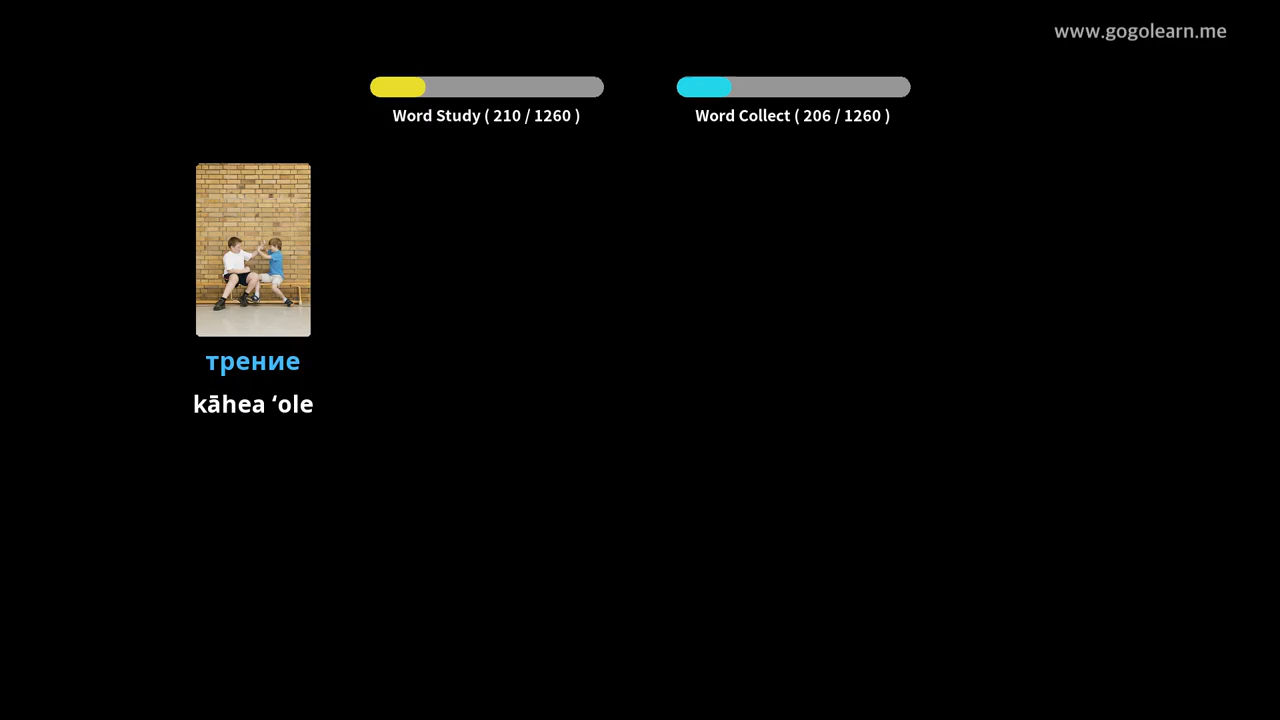 www.gogolearn.me
Word Study ( 210 / 1260 )
Word Collect ( 206 / 1260 )
трение
kāhea ʻole